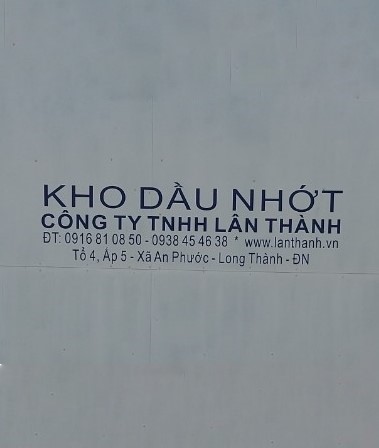 KHO DẦU NHỚT
CÔNG TY TNHH LÂN THÀNH
ĐT: 0916 81 08 50 - 0938 45 46 38 * www.lanthanh.vn
Tổ 4, Ấp 5 - Xã An Phước - Long Thành - ĐN